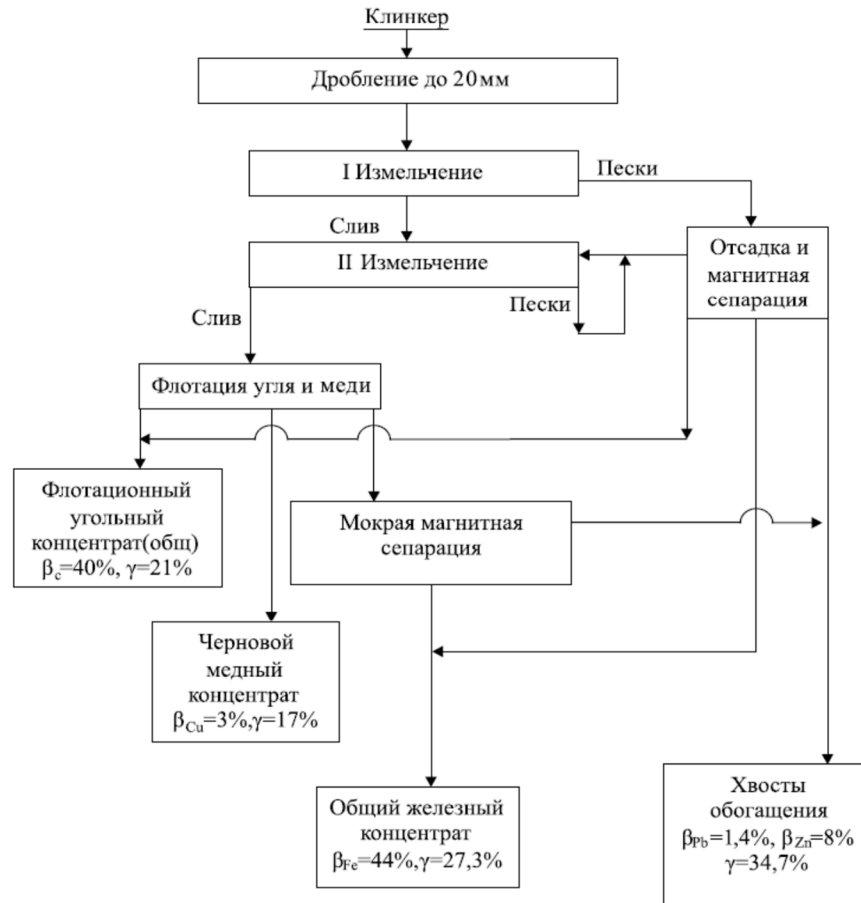 Клинкер
Дробление до 20мм
I Измельчение
Пески
Слив
II Измельчение
Отсадка и
магнитная
сепарация
Пески
Слив
Флотация угля и меди
Флотационный
угольный
концентрат(общ)
βc=40%, γ=21%
Мокрая магнитная
сепарация
Черновой
медный
концентрат
βCu=3%,γ=17%
Общий железный
концентрат
βFe=44%,γ=27,3%
Хвосты
обогащения
βPb=1,4%, βZn=8%
γ=34,7%